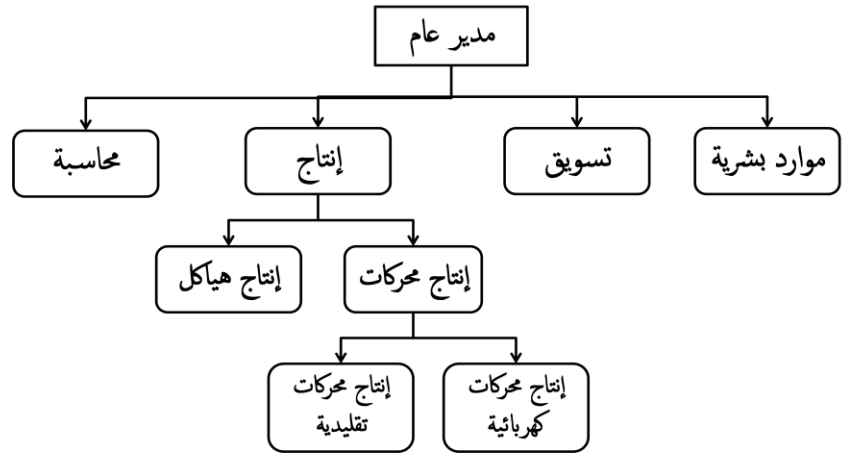 مدير عام
موارد بشرية
تسويق
إنتاج
محاسبة
إنتاج محركات
إنتاج هياكل
إنتاج محركات
كهربائية
إنتاج محركات
تقليدية